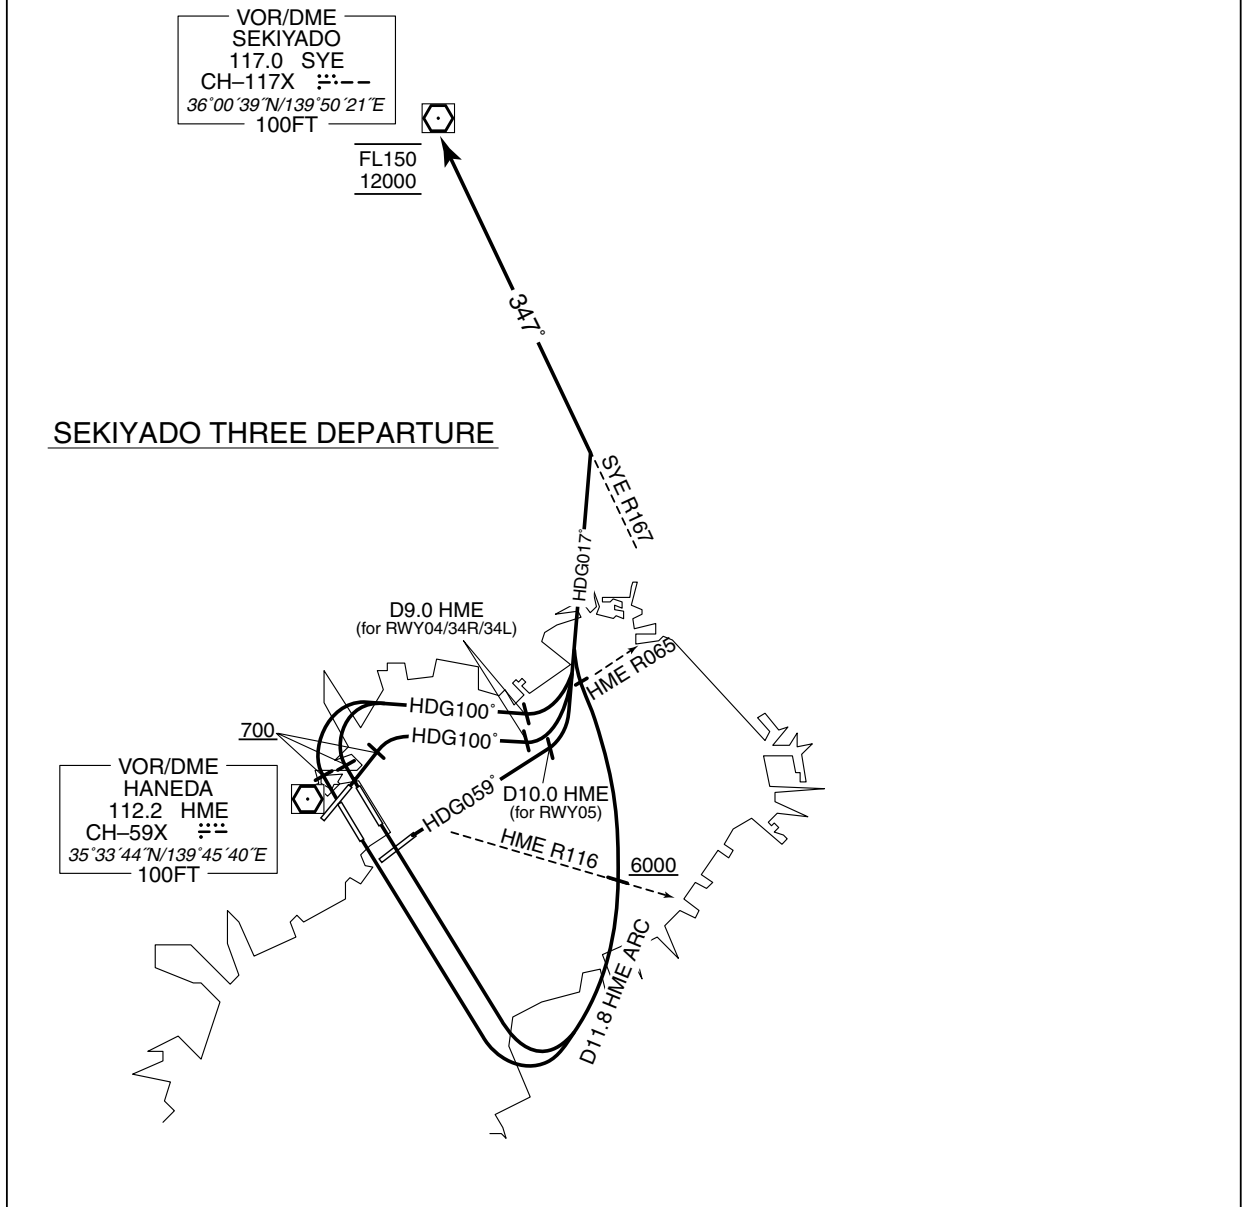 VOR/DME
SEKIYADO
117.0 SYE
CH–117X
36°00´39˝N/139°50´21˝E
100FT
FL150
12000
347°
SEKIYADO THREE DEPARTURE
SYE R167
HDG017°
D9.0 HME
(for RWY04/34R/34L)
HME R065
HDG100°
700
HDG100°
VOR/DME
HANEDA
112.2 HME
CH–59X
35°33´44˝N/139°45´40˝E
100FT
HDG059°
D10.0 HME
(for RWY05)
HME R116
6000
D11.8 HME ARC